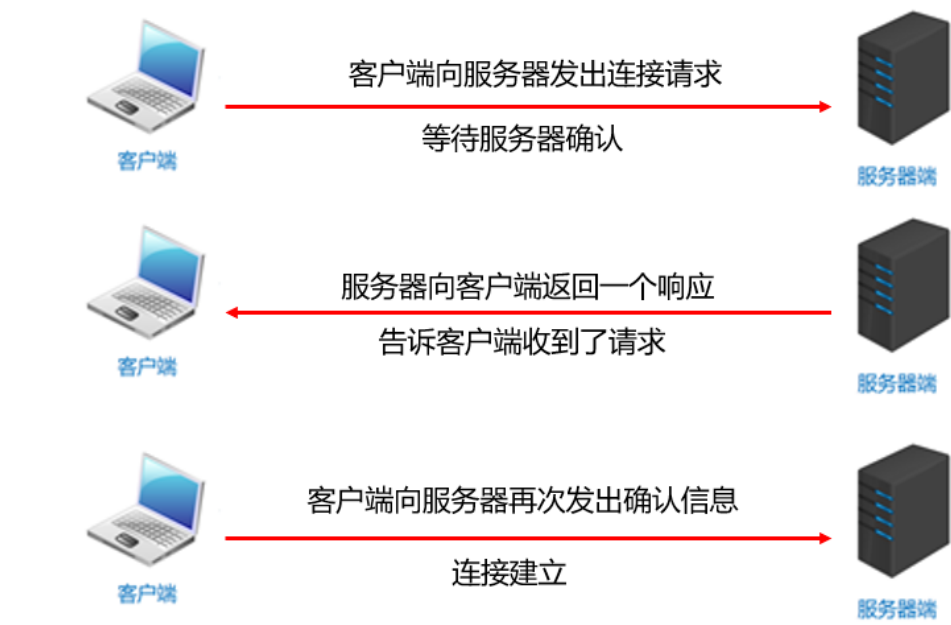 客户端向服务器发出连接请求
等待服务器确认
客户端
服务器端
服务器向客户端返回一个响应
告诉客户端收到了请求
客户端
服务器端
客户端向服务器再次发出确认信息
连接建立
客户端
服务器端